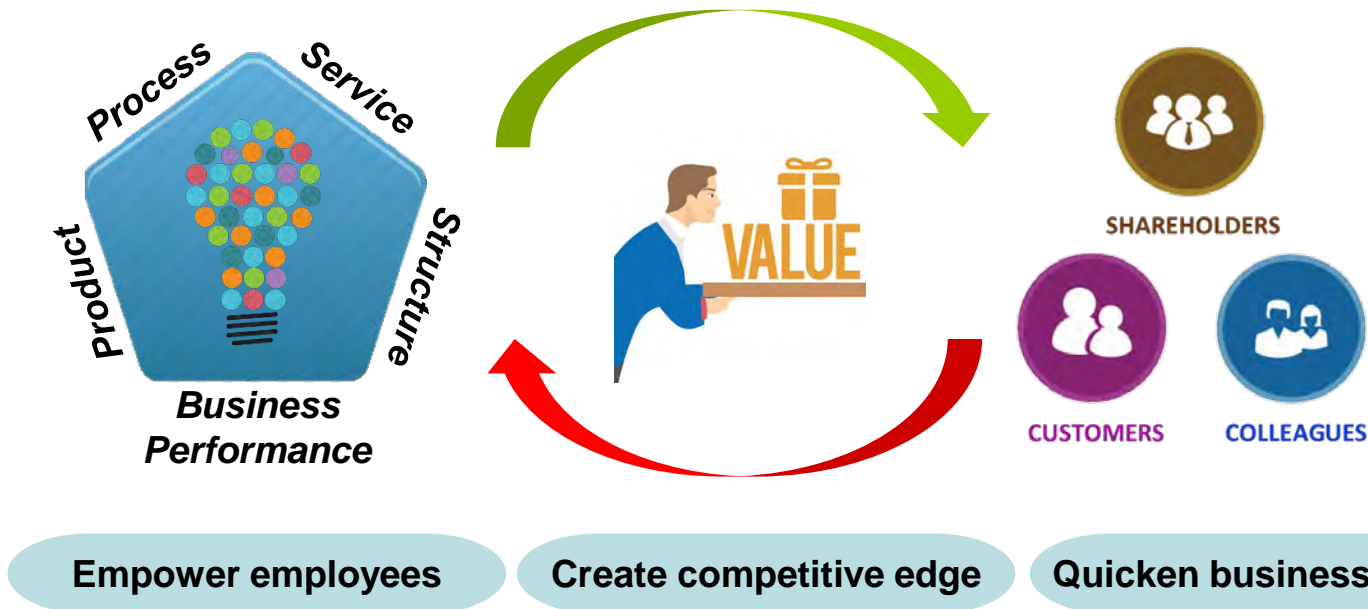 Process
Service
Product
Structure
Business
Performance
VALUE
SHAREHOLDERS
CUSTOMERS
COLLEAGUES
Empower employees
Create competitive edge
Quicken business